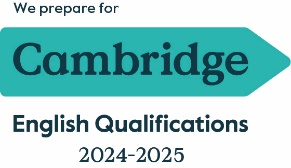 We prepare for
Cambridge
English Qualifications
2024-2025